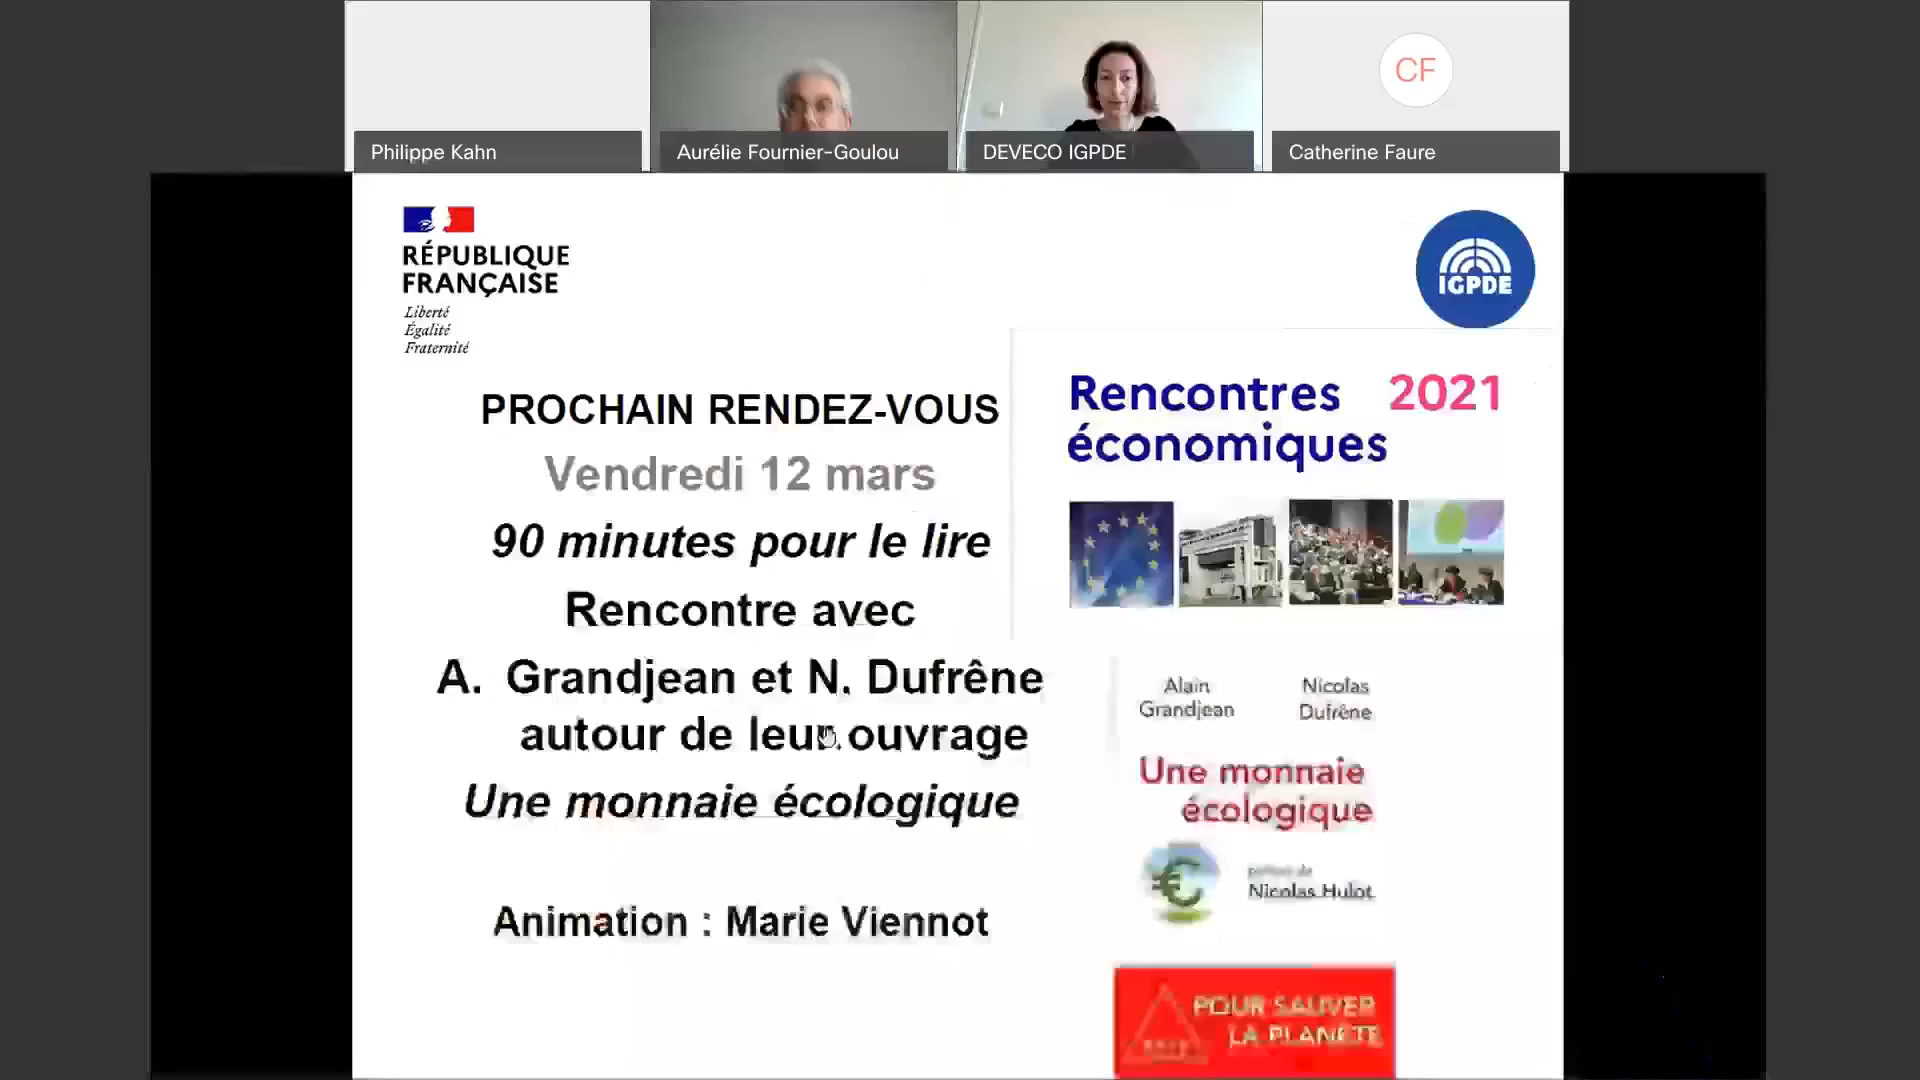 Philippe Kahn
Aurélie Fournier-Goulou
DEVECO IGPDE
CF
Catherine Faure
RÉPUBLIQUE
FRANÇAISE
Liberté
Égalité
Fraternité
IGPDE
PROCHAIN RENDEZ-VOUS
Vendredi 12 mars
90 minutes pour le lire
Rencontre avec
A. Grandjean et N. Dufrêne
autour de leur ouvrage
Une monnaie écologique
Animation : Marie Viennot
Rencontres 2021
économiques
Alain
Grandjean
Nicolas
Dufrêne
Une monnaie
écologique
préface de
Nicolas Hulot
POUR SAUVER
LA PLANÈTE